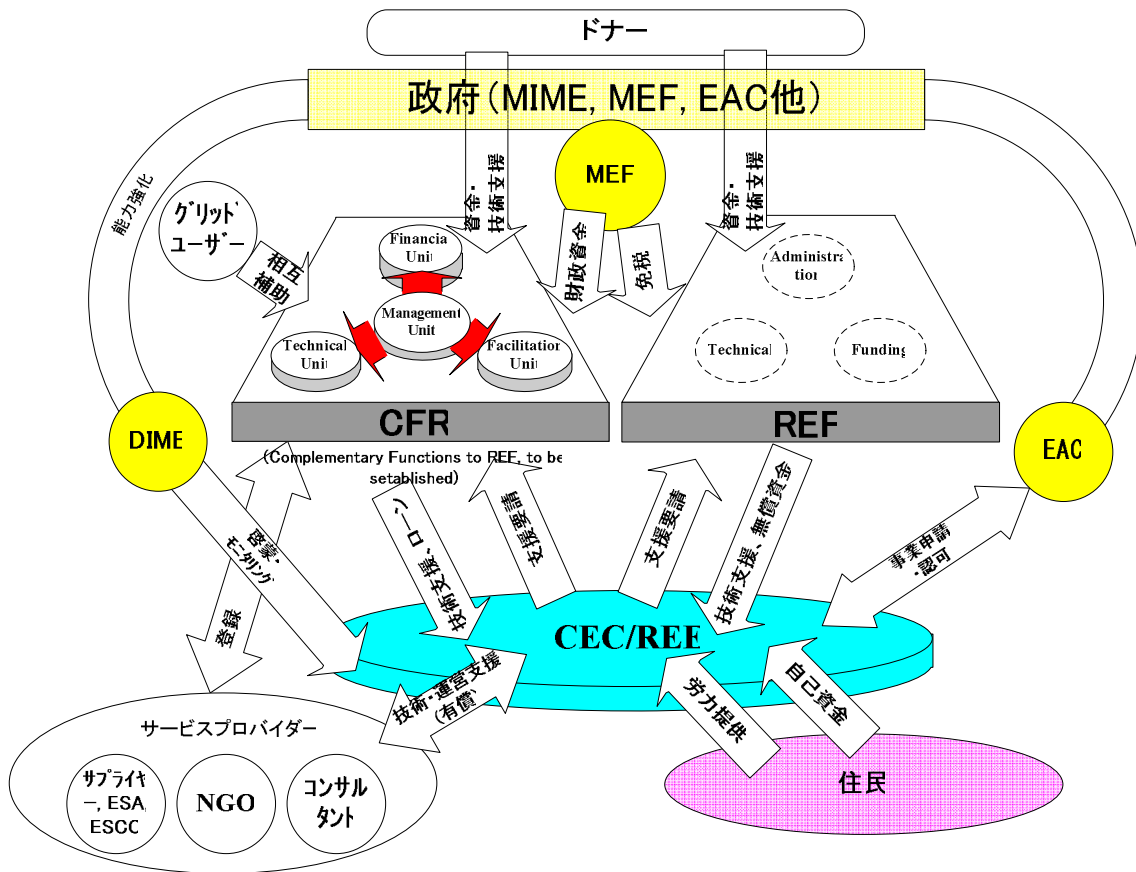 ドナー
政府(MIME, MEF, EAC他)
MEF
能力強化
グリッド
ユーザー
相互
補助
資金・
技術支援
財政資金
免税
資金・
技術支援
Financia
Unit
Management
Unit
Technical
Unit
Facilitation
Unit
Administra
tion
Technical
Funding
CFR
REF
(Complementary Functions to REF, to be
setablished)
DIME
EAC
啓蒙・
モニタリング
登録
技術支援、ローン
支援要請
支援要請
技術支援、無償資金
事業申請
・認可
CEC/REE
技術・運営支援
(有償)
労力提供
自己資金
サービスプロバイダー
サプライヤ
ー, ESA,
ESCC
NGO
コンサル
タント
住民